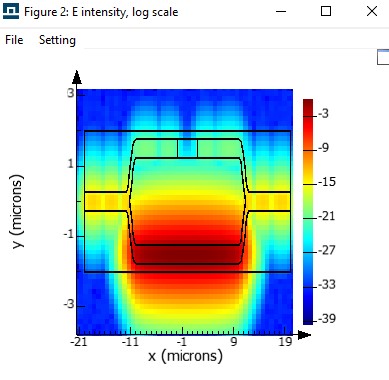 Figure 2: E intensity, log scale
File Setting
3
1
-1
-3
y (microns)
-21 -11 -1 9 19
x (microns)
-3
-9
-15
-21
-27
-33
-39